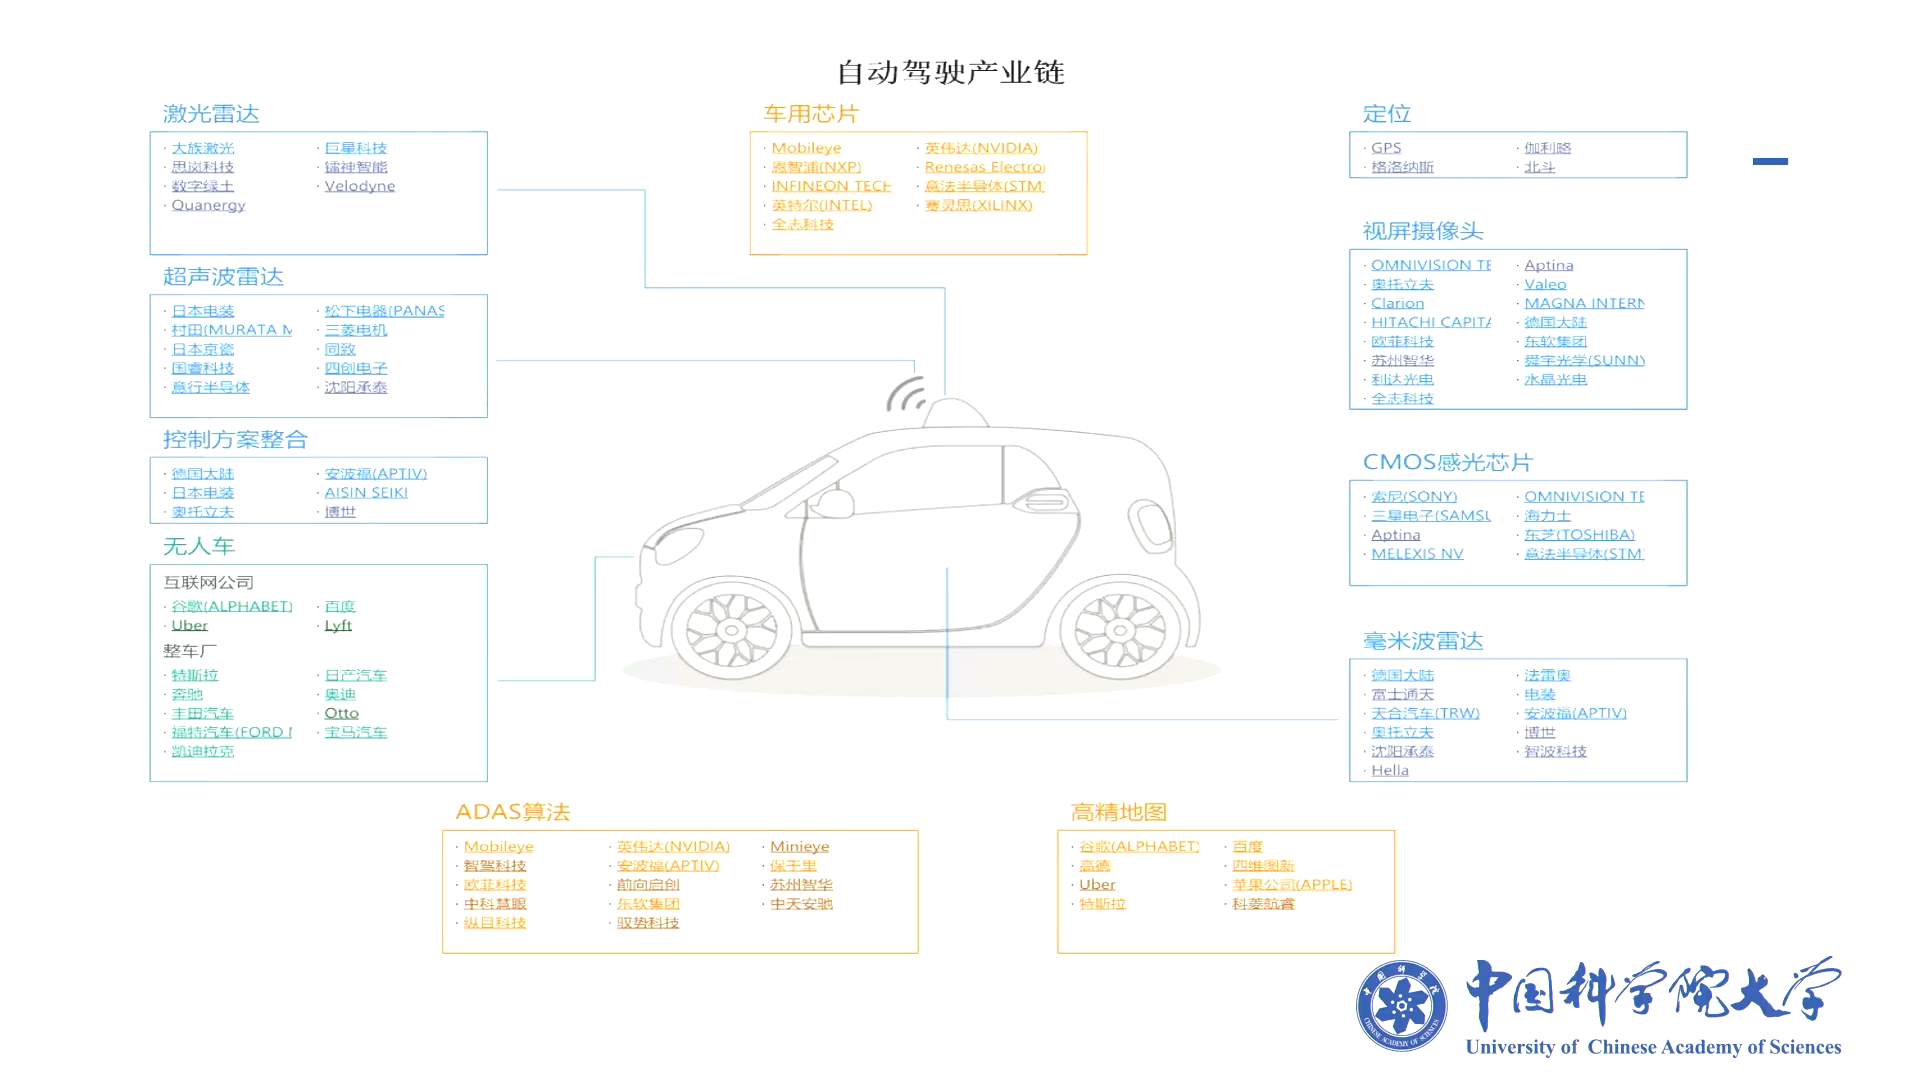 自动驾驶产业链
激光雷达
· 大族激光 · 巨星科技
· 思岚科技 · 镭神智能
· 数字绿土 · Velodyne
· Quanergy
超声波雷达
· 日本电装 · 松下电器(PANAS
· 村田(MURATA M · 三菱电机
· 日本京瓷 · 同致
· 国睿科技 · 四创电子
· 意行半导体 · 沈阳承泰
控制方案整合
· 德国大陆 · 安波福(APTIV)
· 日本电装 · AISIN SEIKI
· 奥托立夫 · 博世
无人车
互联网公司
· 谷歌(ALPHABET) · 百度
· Uber · Lyft
整车厂
· 特斯拉 · 日产汽车
· 奔驰 · 奥迪
· 丰田汽车 · Otto
· 福特汽车(FORD · 宝马汽车
· 凯迪拉克
车用芯片
· Mobileye · 英伟达(NVIDIA)
· 恩智浦(NXP) · Renesas Electro
· INFINEON TECH · 意法半导体(STM
· 英特尔(INTEL) · 赛灵思(XILINX)
· 全志科技
定位
· GPS · 伽利略
· 格洛纳斯 · 北斗
视屏摄像头
· OMNIVISION TE · Aptina
· 奥托立夫 · Valeo
· Clarion · MAGNA INTERN
· HITACHI CAPITA · 德国大陆
· 欧菲科技 · 东软集团
· 苏州智华 · 舜宇光学(SUNNY
· 利达光电 · 水晶光电
· 全志科技
CMOS感光芯片
· 索尼(SONY) · OMNIVISION TE
· 三星电子(SAMSU · 海力士
· Aptina · 东芝(TOSHIBA)
· MELEXIS NV · 意法半导体(STM
毫米波雷达
· 德国大陆 · 法雷奥
· 富士通天 · 电装
· 天合汽车(TRW) · 安波福(APTIV)
· 奥托立夫 · 博世
· 沈阳承泰 · 智波科技
· Hella
ADAS算法
· Mobileye · 英伟达(NVIDIA) · Minieye
· 智驾科技 · 安波福(APTIV) · 保千里
· 欧菲科技 · 前向启创 · 苏州智华
· 中科慧眼 · 东软集团 · 中天安驰
· 纵目科技 · 驭势科技
高精地图
· 谷歌(ALPHABET) · 百度
· 高德 · 四维图新
· Uber · 苹果公司(APPLE)
· 特斯拉 · 科菱航睿
中国科学院大学
University of Chinese Academy of Sciences